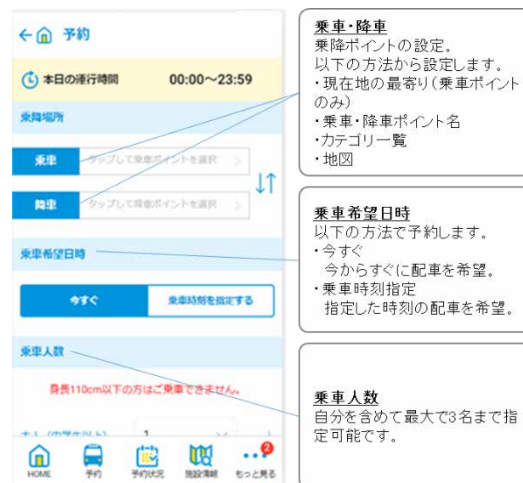 予約
本日の運行時間 00:00～23:59
乗降場所
乗車 タップして乗車ポイントを選択
降車 タップして降車ポイントを選択
乗車希望日時
今すぐ 乗車時刻を指定する
乗車人数
身長110cm以下の方はご乗車できません。
大人(中学生以上) 1
HOME 予約 予約状況 施設情報 もっと見る
2
乗車・降車
乗降ポイントの設定。
以下の方法から設定します。
・現在地の最寄り（乗車ポイント
のみ）
・乗車・降車ポイント名
・カテゴリ一覧
・地図
乗車希望日時
以下の方法で予約します。
・今すぐ
今からすぐに配車を希望。
・乗車時刻指定
指定した時刻の配車を希望。
乗車人数
自分を含めて最大で3名まで指
定可能です。